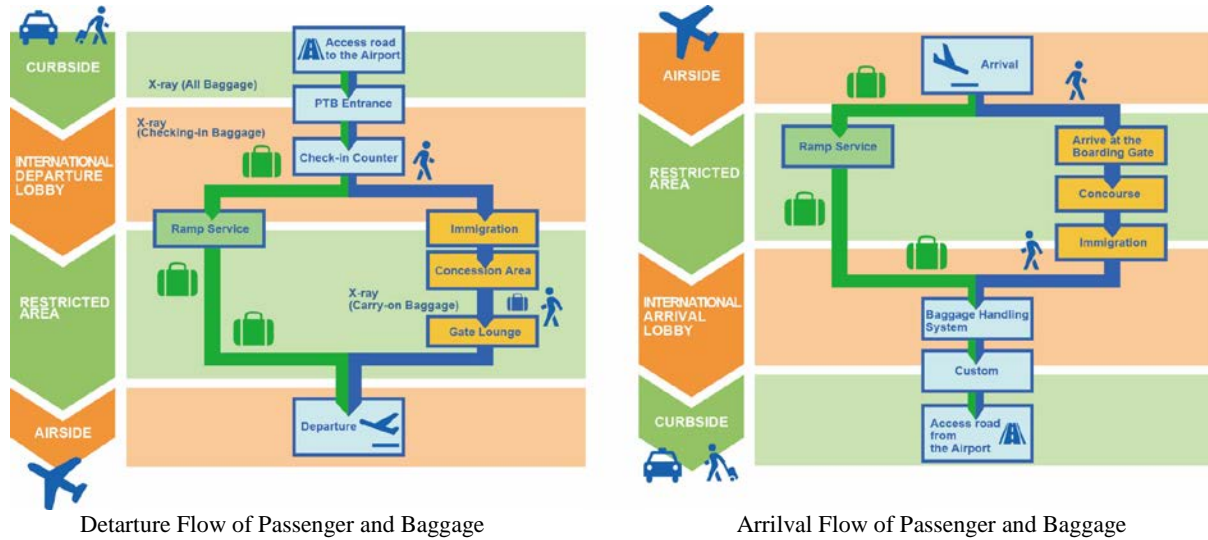 CURBSIDE
INTERNATIONAL
DEPARTURE
LOBBY
RESTRICTED
AREA
AIRSIDE
Access road
to the Airport
X-ray (All Baggage)
PTB Entrance
X-ray
(Checking-in Baggage)
Check-in Counter
Ramp Service
Immigration
Concession Area
X-ray
(Carry-on Baggage)
Gate Lounge
Departure
Detarture Flow of Passenger and Baggage
AIRSIDE
RESTRICTED
AREA
INTERNATIONAL
ARRIVAL
LOBBY
CURBSIDE
Arrival
Ramp Service
Arrive at the
Boarding Gate
Concourse
Immigration
Baggage Handling
System
Custom
Access road
from
the Airport
Arrilval Flow of Passenger and Baggage